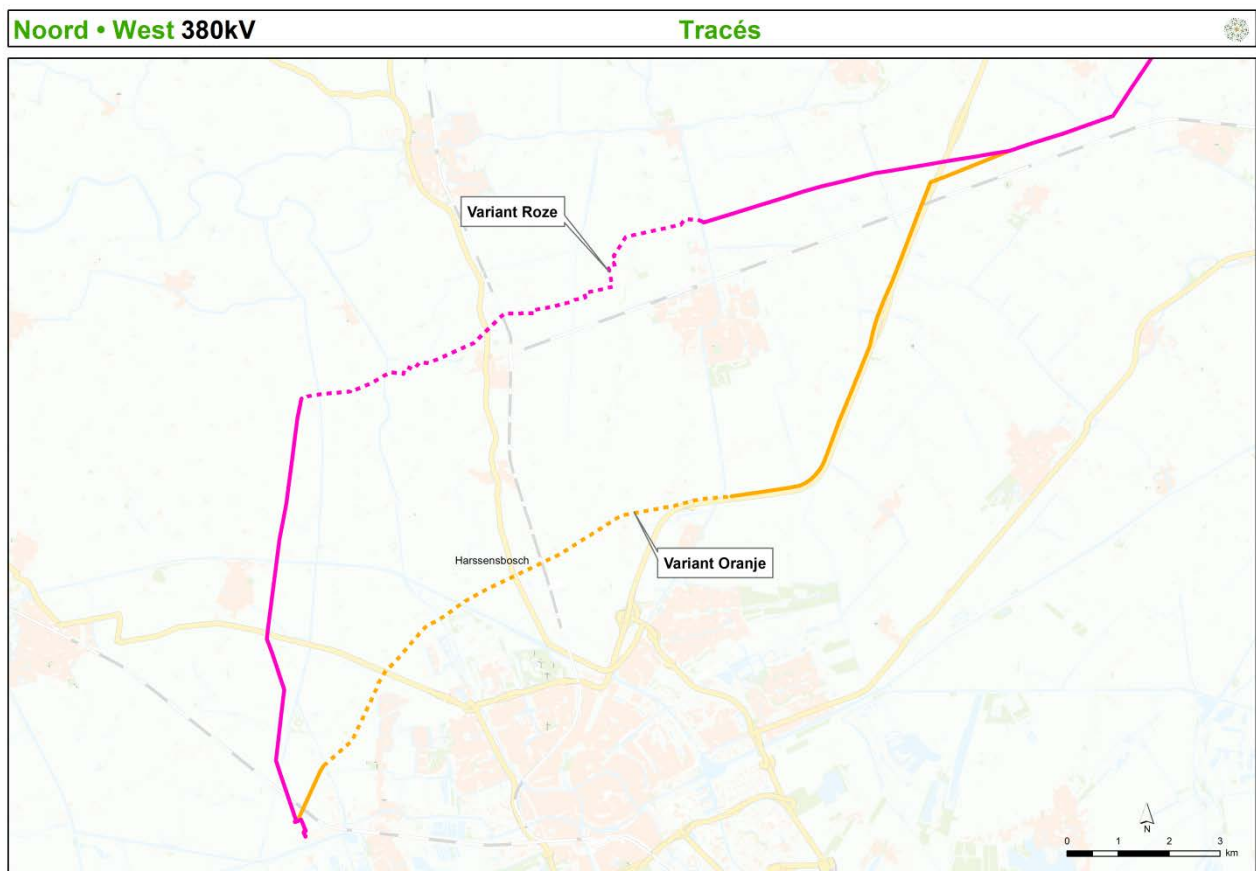 Noord • West 380kV
Tracés
Variant Roze
Harssensbosch
Variant Oranje
N
0 1 2 3
km